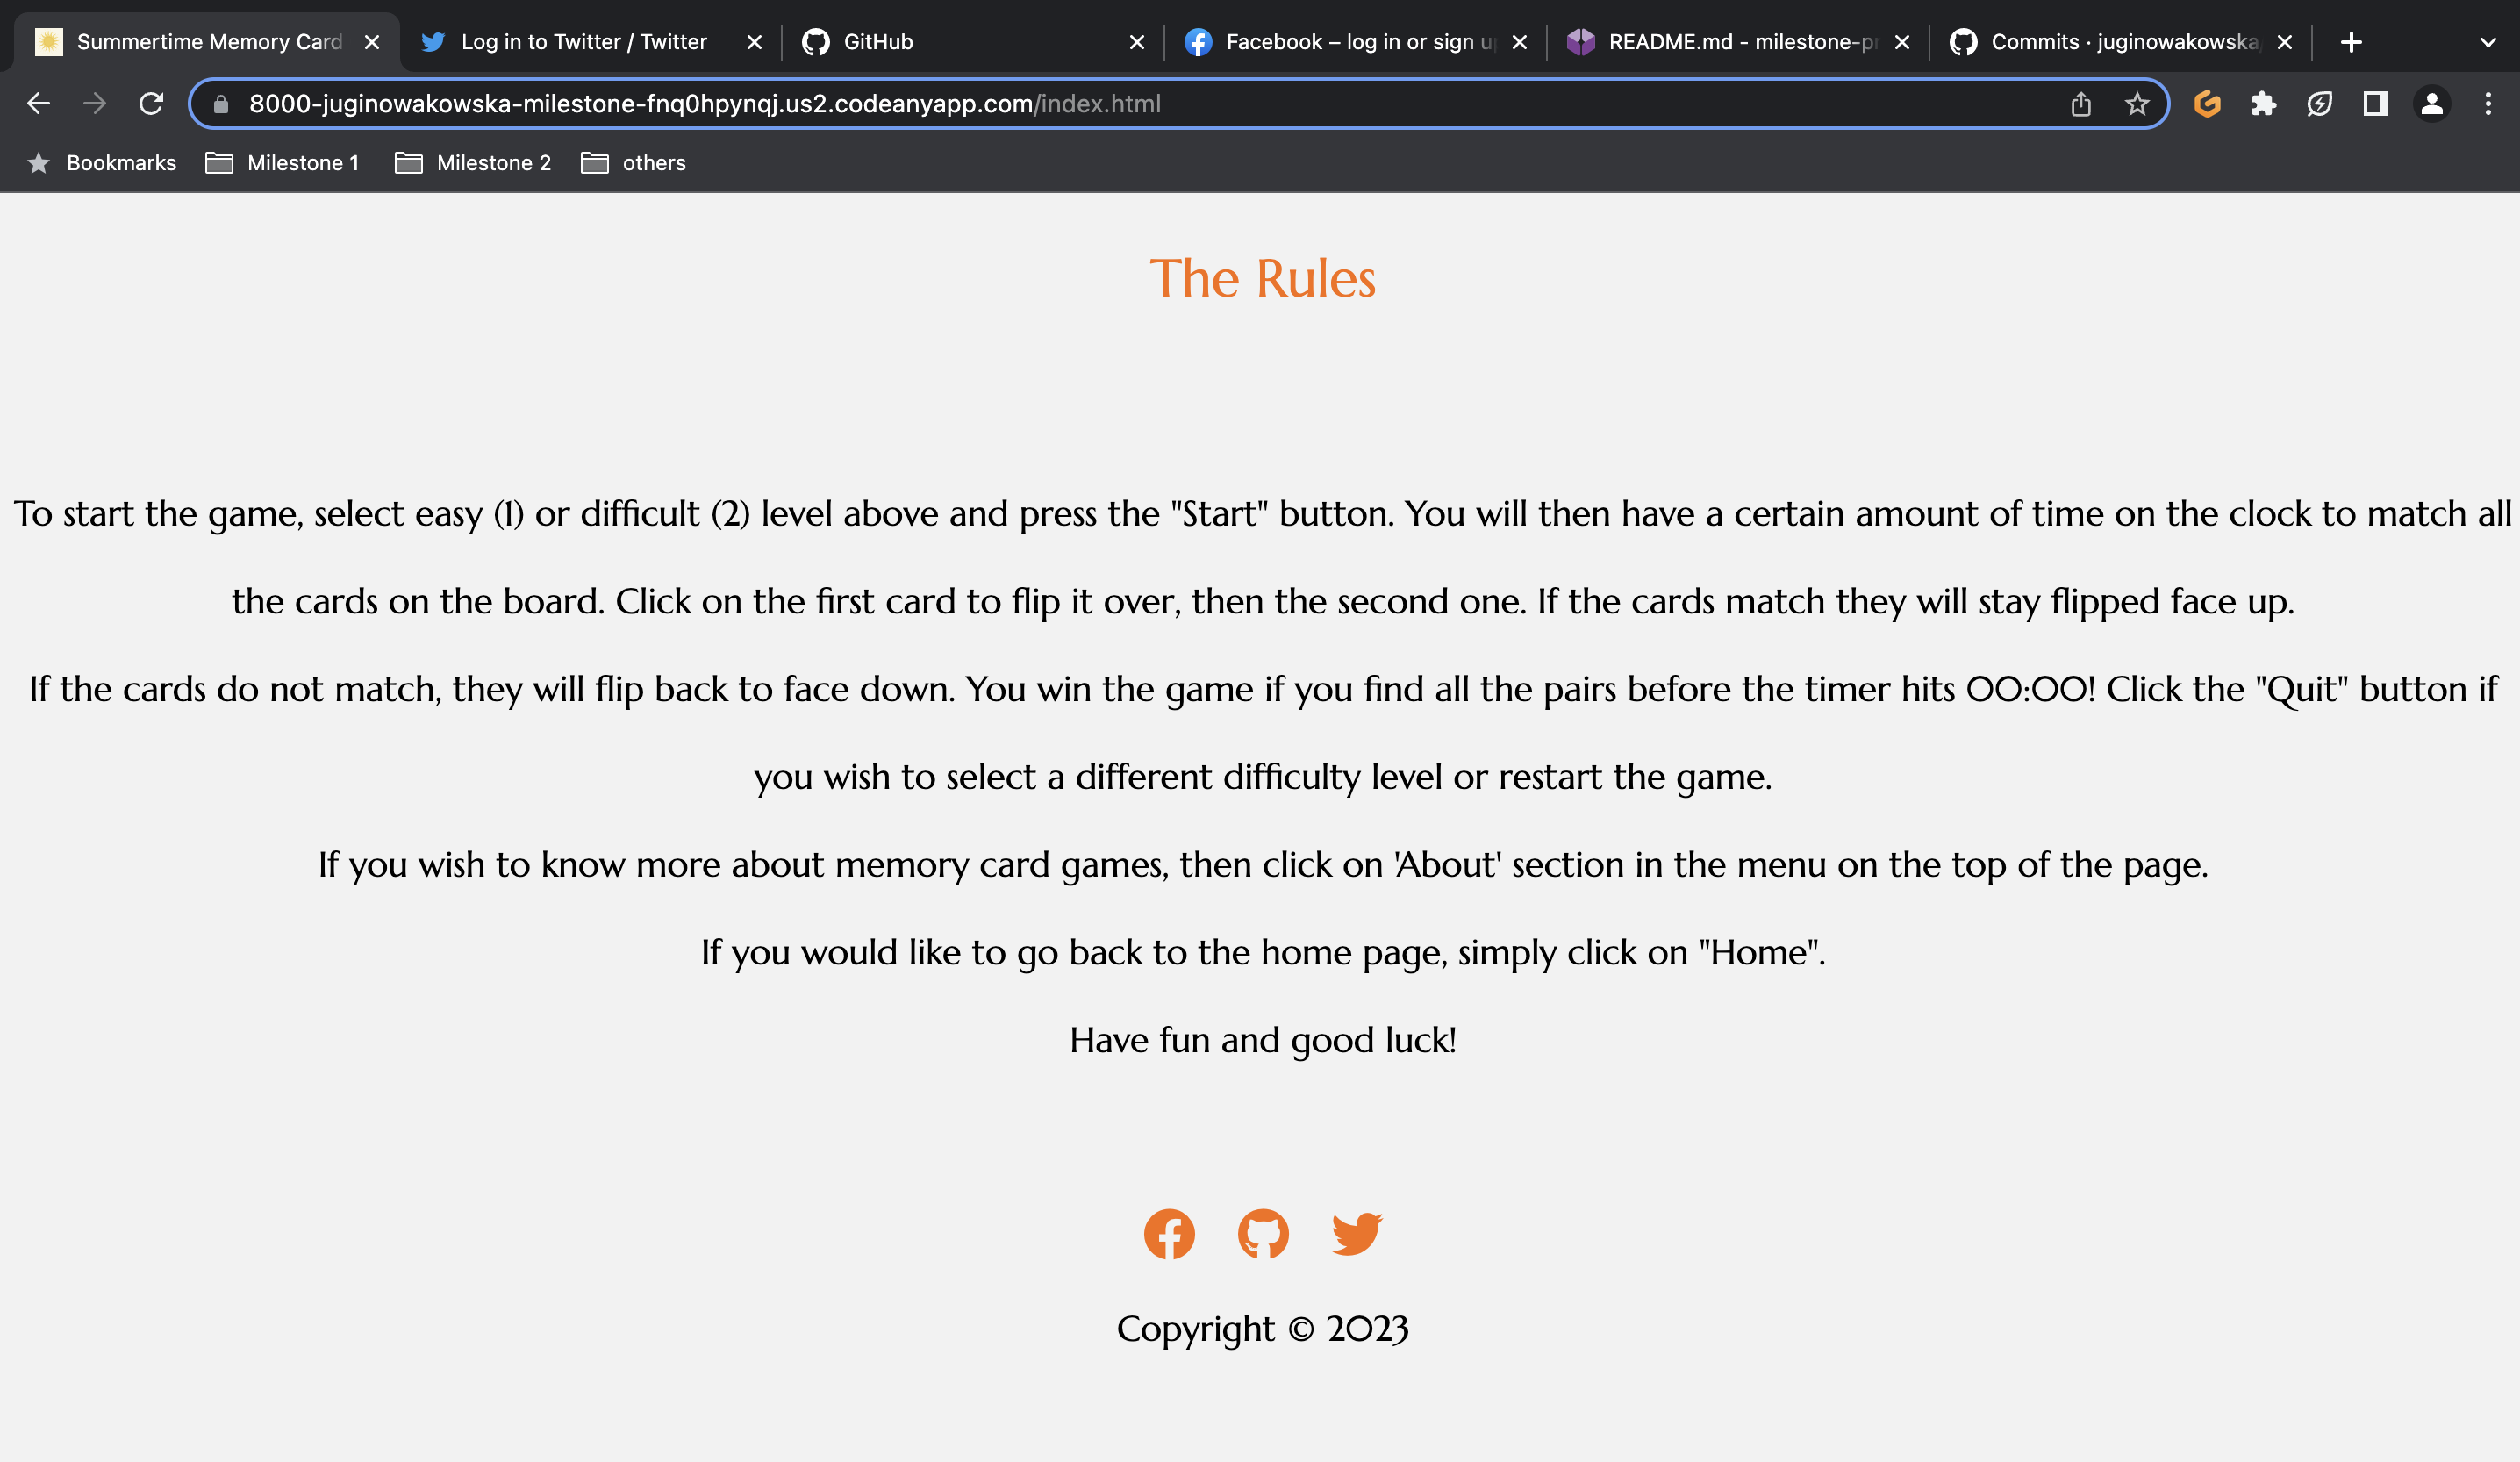 Summertime Memory Card
Log in to Twitter / Twitter
GitHub
Facebook – log in or sign up
README.md - milestone-pr
Commits · juginowakowska/
8000-juginowakowska-milestone-fnq0hpynqj.us2.codeanyapp.com/index.html
Bookmarks
Milestone 1
Milestone 2
others
The Rules
To start the game, select easy (1) or difficult (2) level above and press the "Start" button. You will then have a certain amount of time on the clock to match all
the cards on the board. Click on the first card to flip it over, then the second one. If the cards match they will stay flipped face up.
If the cards do not match, they will flip back to face down. You win the game if you find all the pairs before the timer hits 00:00! Click the "Quit" button if
you wish to select a different difficulty level or restart the game.
If you wish to know more about memory card games, then click on 'About' section in the menu on the top of the page.
If you would like to go back to the home page, simply click on "Home".
Have fun and good luck!
Copyright © 2023